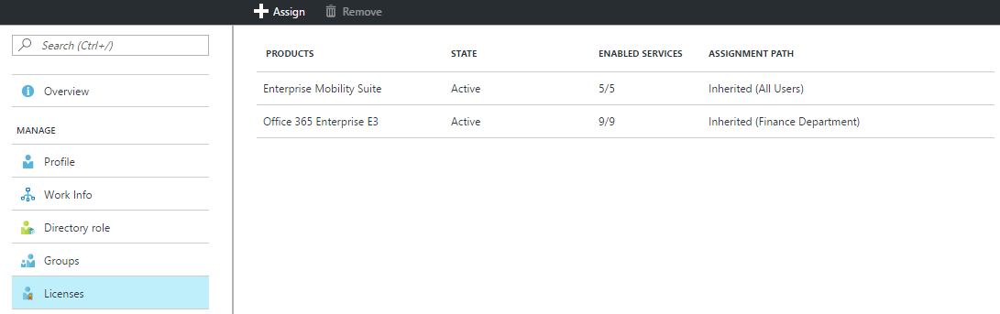 Assign Remove
Search (Ctrl+/)
Overview
MANAGE
Profile
Work Info
Directory role
Groups
Licenses
PRODUCTS STATE ENABLED SERVICES ASSIGNMENT PATH
Enterprise Mobility Suite Active 5/5 Inherited (All Users)
Office 365 Enterprise E3 Active 9/9 Inherited (Finance Department)